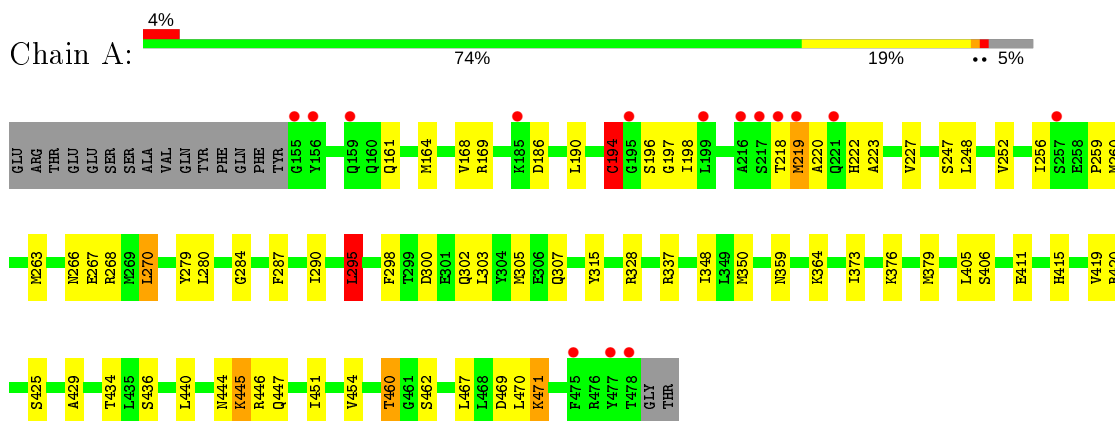 4%
Chain A:
74% 19% •• 5%
GLU ARG THR GLU GLU SER SER ALA VAL GLN TYR PHE GLN PHE TYR G155 Y156 Q159 Q160 Q161 M164 V168 R169 K185 D186 L190 C194 G195 S196 G197 I198 L199 A216 S217 T218 M219 A220 Q221 H222 A223 V227 S247 L248 V252 I256 S257 E258 P259 M260
M263 N266 E267 R268 M269 L270 Y279 L280 G284 F287 I290 L295 F298 T299 D300 E301 Q302 L303 Y304 M305 E306 Q307 Y315 R328 R337 I348 L349 M350 N359 K364 I373 K376 M379 L405 S406 E411 H415 V419
S425 A429 T434 L435 S436 L440 N444 K445 R446 Q447 I451 V454 T460 G461 S462 L467 L468 D469 L470 K471 F475 R476 Y477 T478 GLY THR